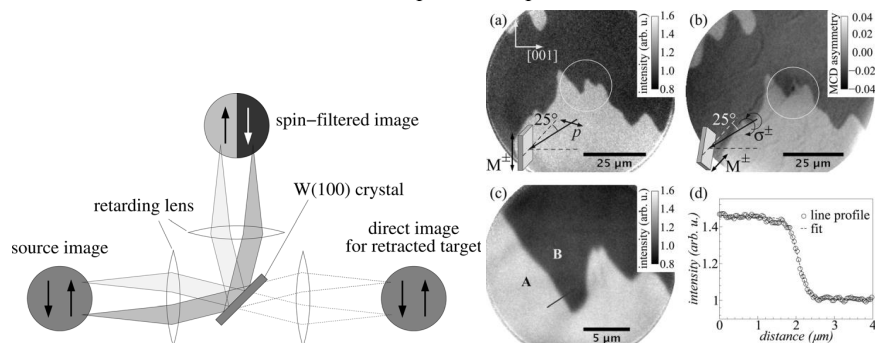 spin−filtered image
W(100) crystal
retarding lens
source image
direct image
for retracted target
(a)
[001]
25°
p
M±
25 µm
1.6
1.4
1.2
1.0
0.8
intensity (arb. u.)
(b)
25°
σ±
M±
25 µm
0.04
0.02
0.00
−0.02
−0.04
MCD asymmetry
(c)
A
B
5 µm
1.6
1.4
1.2
1.0
0.8
intensity (arb. u.)
(d)
line profile
fit
intensity (arb. u.)
1.4
1.2
1
0 1 2 3 4
distance (µm)